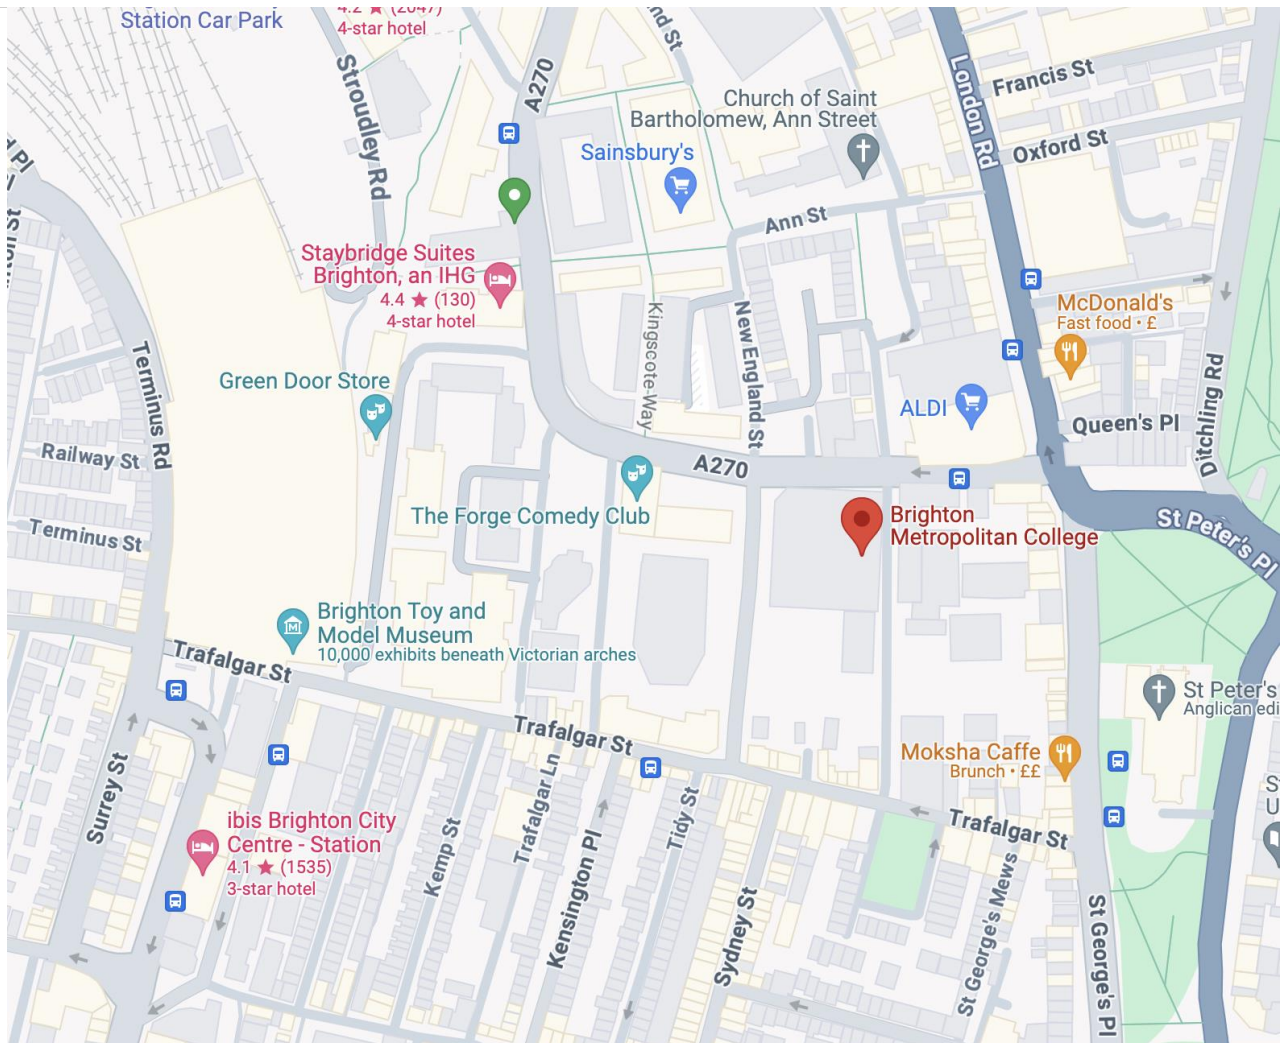 Station Car Park
4.2 ★ (2047)
4-star hotel
A270
Stroudley Rd
London Rd
Francis St
Church of Saint
Bartholomew, Ann Street
Oxford St
Sainsbury's
Ann St
Staybridge Suites
Brighton, an IHG
4.4 ★ (130)
4-star hotel
McDonald's
Fast food • £
Kingscote Way
New England St
Terminus Rd
Green Door Store
ALDI
Queen's Pl
Ditchling Rd
Railway St
A270
The Forge Comedy Club
Brighton
Metropolitan College
St Peter's Pl
Terminus St
Brighton Toy and
Model Museum
10,000 exhibits beneath Victorian arches
Trafalgar St
St Peter's
Anglican edi
Trafalgar St
Moksha Caffe
Brunch • ££
Surrey St
Trafalgar Ln
Tidy St
Trafalgar St
ibis Brighton City
Centre - Station
4.1 ★ (1535)
3-star hotel
Kemp St
Kensington Pl
Sydney St
St George's Mews
St George's Pl